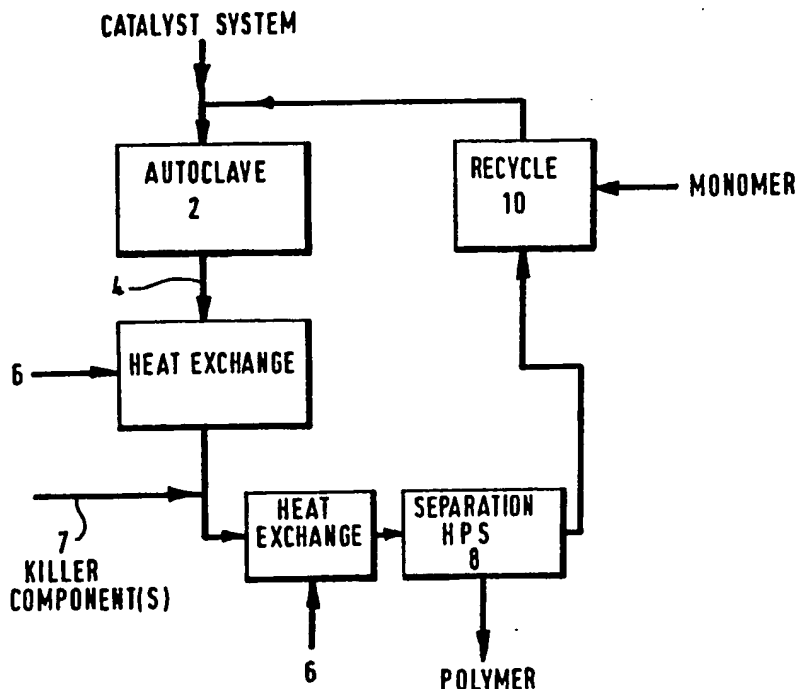 CATALYST SYSTEM
AUTOCLAVE
2
RECYCLE
10
MONOMER
4
HEAT EXCHANGE
6
7
KILLER
COMPONENT(S)
HEAT
EXCHANGE
6
SEPARATION
HPS
8
POLYMER